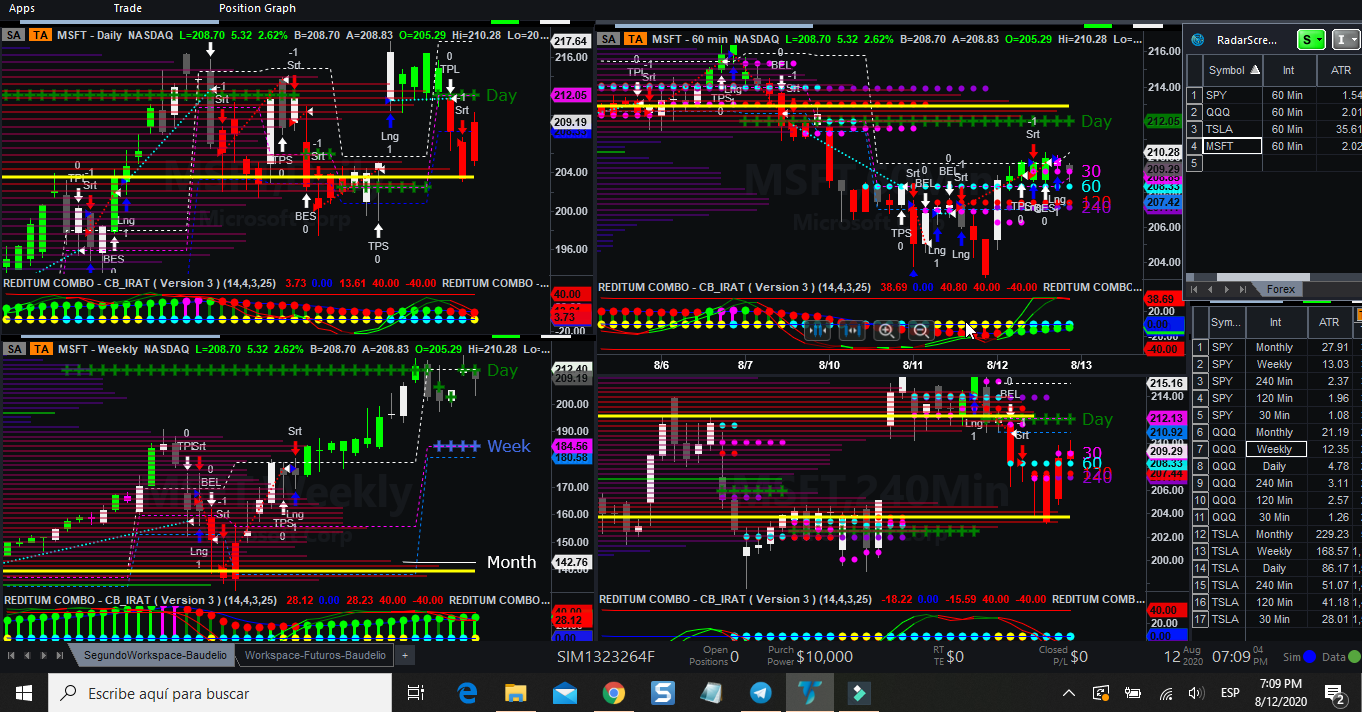 Apps Trade Position Graph
SA TA MSFT - Daily NASDAQ L=208.70 5.32 2.62% B=208.70 A=208.83 O=205.29 Hi=210.28 Lo=20...
217.64
216.00
212.05
209.19
204.00
200.00
196.00
Day
TPL
Srt
Lng
BES
TPS
REDITUM COMBO - CB_IRAT ( Version 3 ) (14,4,3,25) 3.73 0.00 13.61 40.00 -40.00 REDITUM COMBO -...
40.00
3.73
-20.00
SA TA MSFT - 60 min NASDAQ L=208.70 5.32 2.62% B=208.70 A=208.83 O=205.29 Hi=210.28 Lo=...
216.00
214.00
212.05
210.28
209.29
208.33
207.42
206.00
204.00
Day
30
60
120
240
BEL
Srt
Lng
TPS
REDITUM COMBO - CB_IRAT ( Version 3 ) (14,4,3,25) 38.69 0.00 40.80 40.00 -40.00 REDITUM COMBO...
38.69
20.00
0.00
-40.00
8/6 8/7 8/10 8/11 8/12 8/13
SA TA MSFT - Weekly NASDAQ L=208.70 5.32 2.62% B=208.70 A=208.83 O=205.29 Hi=210.28 Lo=...
212.40
209.19
200.00
190.00
184.56
180.58
170.00
160.00
150.00
142.76
Day
Week
Month
REDITUM COMBO - CB_IRAT ( Version 3 ) (14,4,3,25) 28.12 0.00 28.23 40.00 -40.00 REDITUM COMBO...
28.12
0.00
215.16
214.00
212.13
210.92
209.29
208.33
207.44
206.00
204.00
202.00
200.00
Day
30
60
240
BEL
Srt
Lng
REDITUM COMBO - CB_IRAT ( Version 3 ) (14,4,3,25) -18.22 0.00 -15.59 40.00 -40.00 REDITUM COMB...
40.00
20.00
0.00
RadarScre... S I
Symbol Int ATR
1 SPY 60 Min 1.54
2 QQQ 60 Min 2.01
3 TSLA 60 Min 35.61
4 MSFT 60 Min 2.02
5
Forex
Sym... Int ATR
1 SPY Monthly 27.91
2 SPY Weekly 13.03
3 SPY 240 Min 2.37
4 SPY 120 Min 1.96
5 SPY 30 Min 1.08
6 QQQ Monthly 21.19
7 QQQ Weekly 12.35
8 QQQ Daily 4.78
9 QQQ 240 Min 3.11
10 QQQ 120 Min 2.57
11 QQQ 30 Min 1.26
12 TSLA Monthly 229.23
13 TSLA Weekly 168.57 1,
14 TSLA Daily 86.17 1,
15 TSLA 240 Min 51.07 1,
16 TSLA 120 Min 41.18 1,
17 TSLA 30 Min 28.01 1,
SegundoWorkspace-Baudelio Workspace-Futuros-Baudelio +
SIM1323264F Open Positions 0 Purch Power $10,000 RT TE $0 Closed P/L $0 12 Aug 2020 07:09 04 PM Sim Data
Escribe aquí para buscar
ESP 7:09 PM
8/12/2020
2